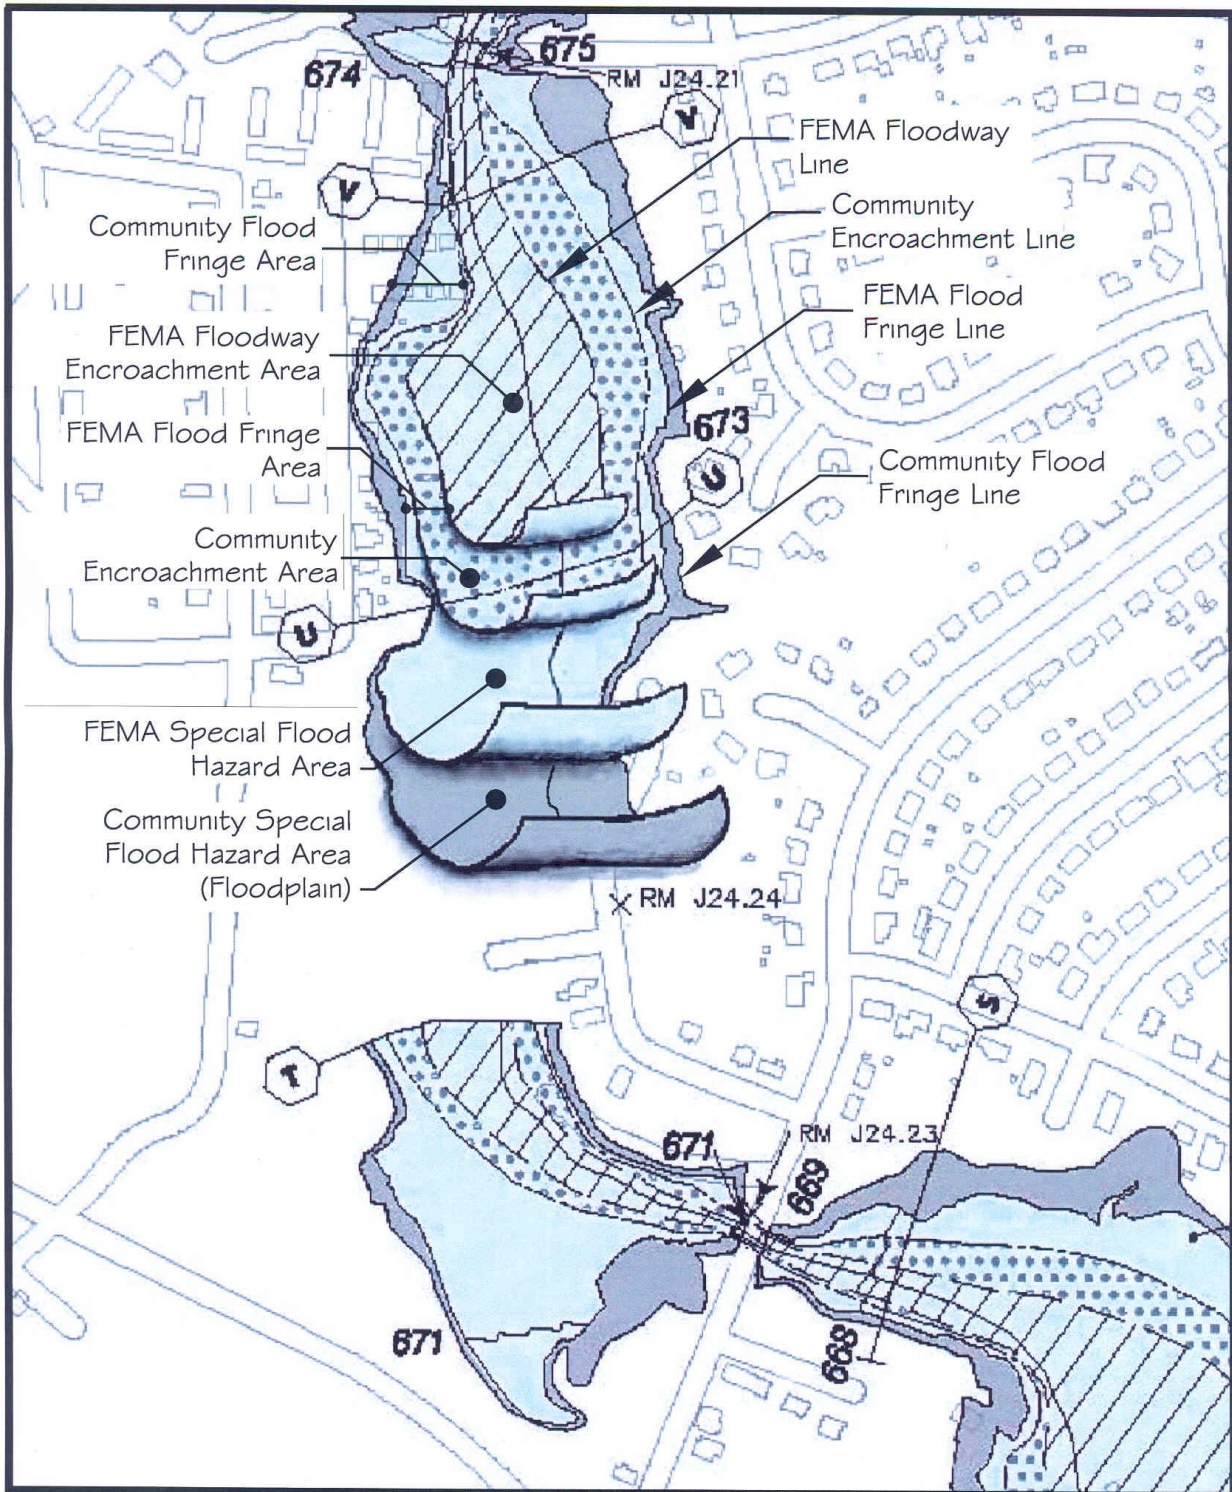 675
674
RM J24.21
V
V
FEMA Floodway
Line
Community
Encroachment Line
Community Flood
Fringe Area
FEMA Flood
Fringe Line
FEMA Floodway
Encroachment Area
673
FEMA Flood Fringe
Area
U
Community Flood
Fringe Line
Community
Encroachment Area
U
FEMA Special Flood
Hazard Area
Community Special
Flood Hazard Area
(Floodplain)
RM J24.24
S
T
RM J24.23
671
669
671
668